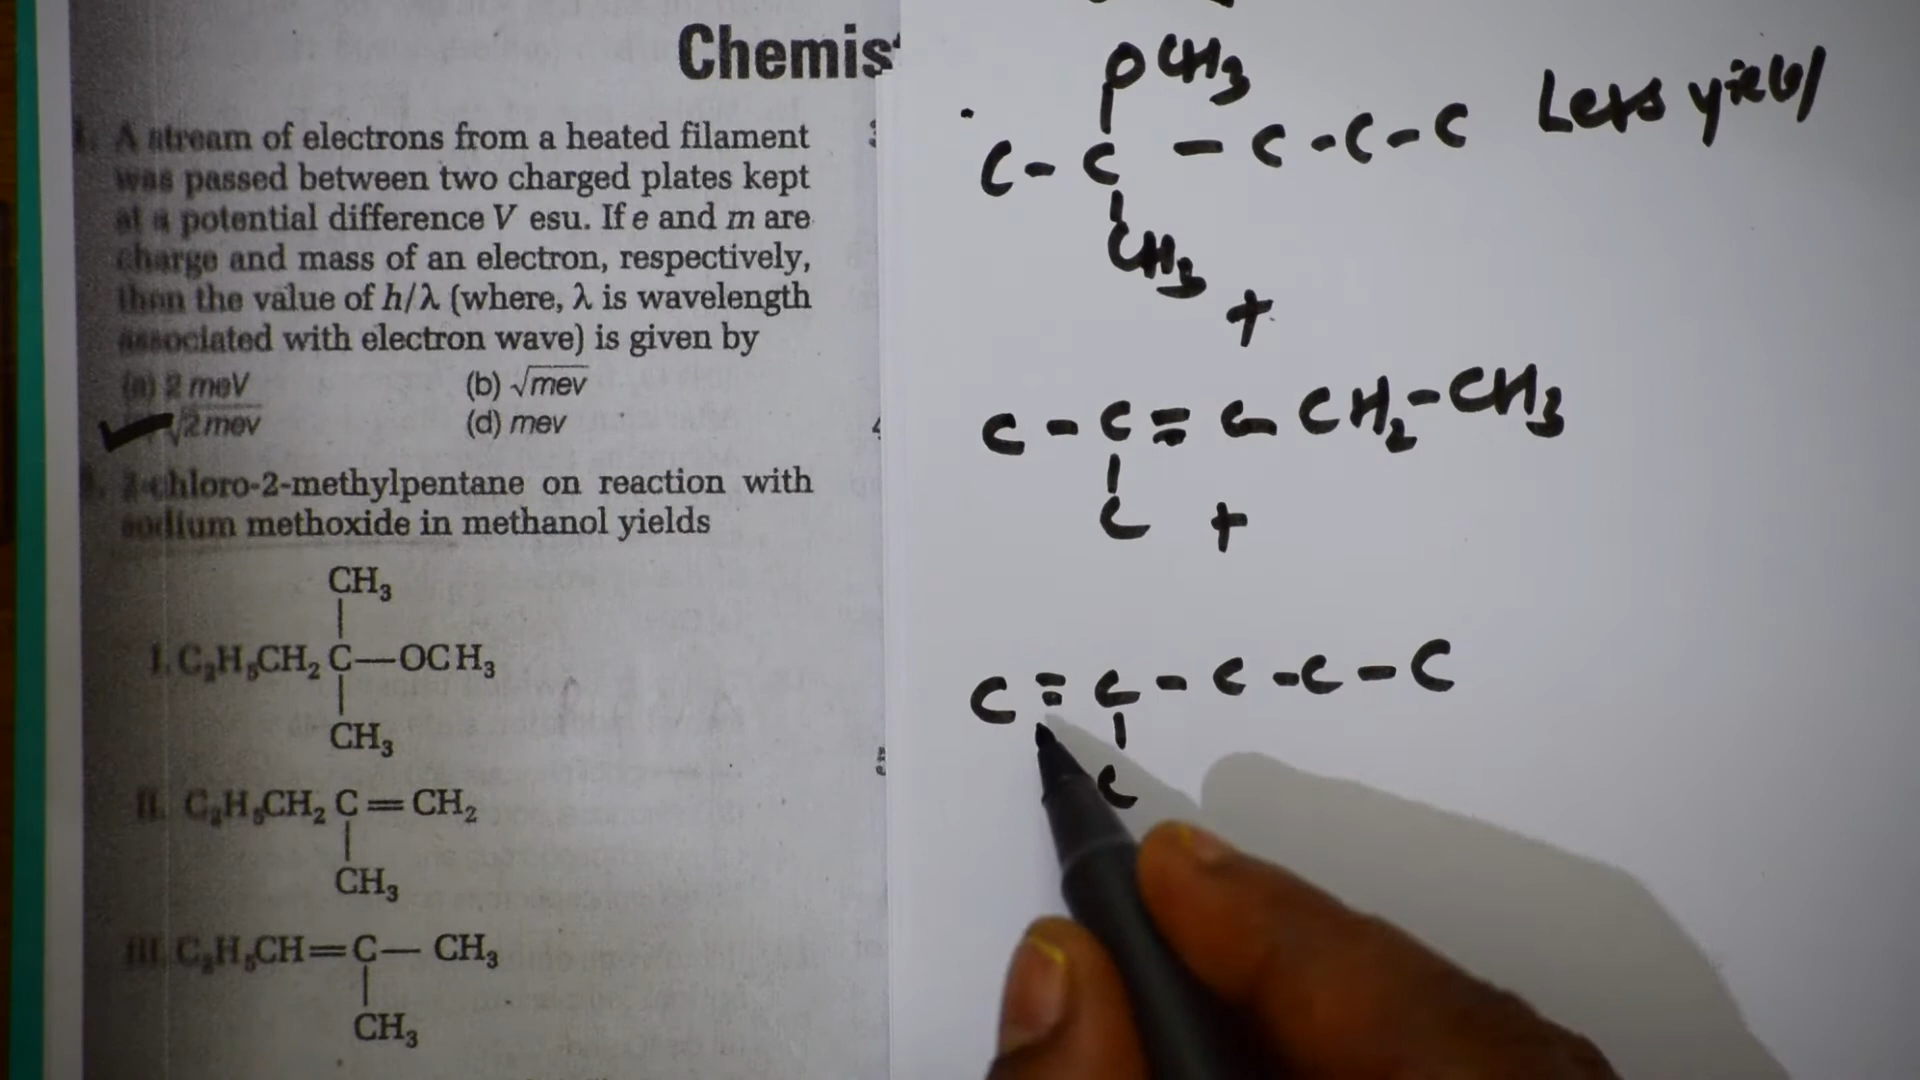 Chemis
A stream of electrons from a heated filament
was passed between two charged plates kept
at a potential difference V esu. If e and m are
charge and mass of an electron, respectively,
then the value of h/λ (where, λ is wavelength
associated with electron wave) is given by
(a) 2 meV (b) √mev
√2mev (d) mev
2-chloro-2-methylpentane on reaction with
sodium methoxide in methanol yields
CH₃
I. C₂H₅CH₂ C—OCH₃
CH₃
II. C₂H₅CH₂ C=CH₂
CH₃
III. C₂H₅CH=C—CH₃
CH₃
OCH₃
C-C-C-C-C Less yield
CH₃
+
C-C=C-CH₂-CH₃
C +
C=C-C-C-C
C